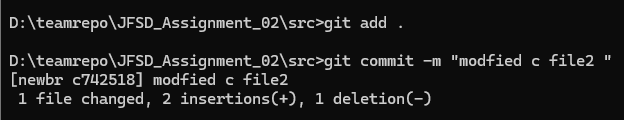 D:\teamrepo\JFSD_Assignment_02\src>git add .
D:\teamrepo\JFSD_Assignment_02\src>git commit -m "modfied c file2 "
[newbr c742518] modfied c file2
1 file changed, 2 insertions(+), 1 deletion(-)